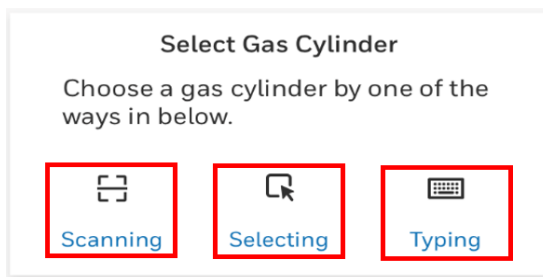 Select Gas Cylinder
Choose a gas cylinder by one of the
ways in below.
Scanning Selecting Typing